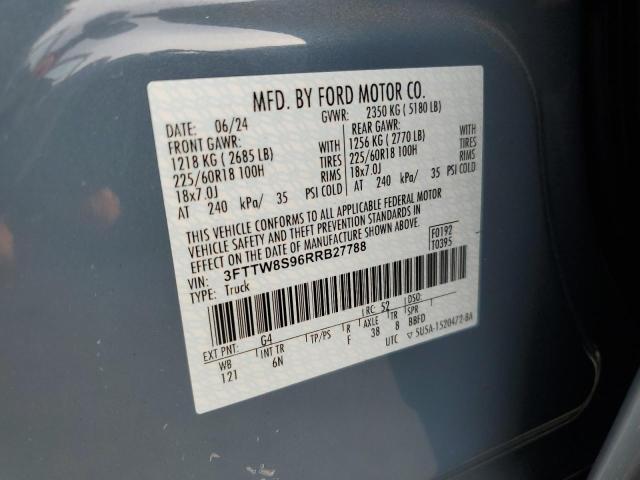 MFD. BY FORD MOTOR CO.
DATE: 06/24 GVWR: 2350 KG ( 5180 LB)
FRONT GAWR: REAR GAWR:
1218 KG ( 2685 LB) WITH 1256 KG ( 2770 LB) WITH
225/60R18 100H TIRES 225/60R18 100H TIRES
18x7.0J RIMS 18x7.0J RIMS
AT 240 kPa/ 35 PSI COLD AT 240 kPa/ 35 PSI COLD
THIS VEHICLE CONFORMS TO ALL APPLICABLE FEDERAL MOTOR
VEHICLE SAFETY AND THEFT PREVENTION STANDARDS IN
EFFECT ON THE DATE OF MANUFACTURE SHOWN ABOVE.
VIN: 3FTTW8S96RRB27788 F0192
TYPE: Truck T0395
EXT PNT: G4 RC: 52 DSO:
WB INT TR TP/PS R AXLE TR SPR
121 6N F 38 8 BBFD
UTC ▽ 5U5A-1520472-BA